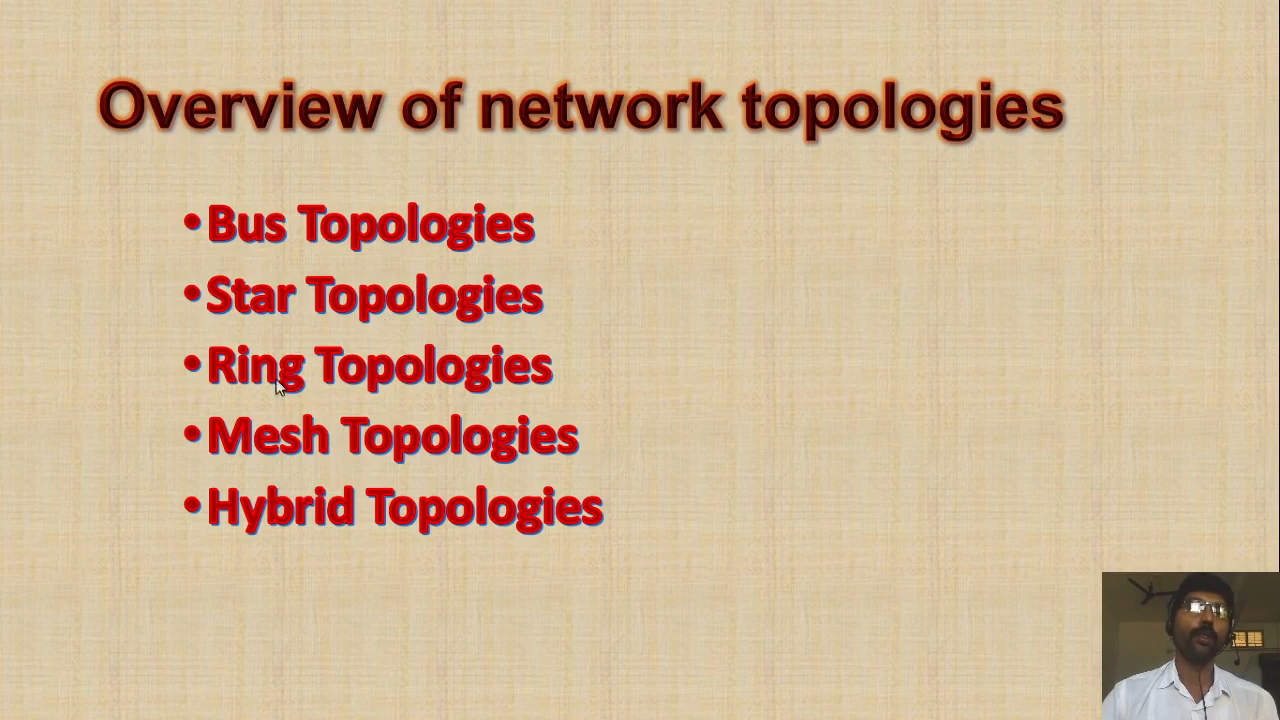 Overview of network topologies
• Bus Topologies
• Star Topologies
• Ring Topologies
• Mesh Topologies
• Hybrid Topologies